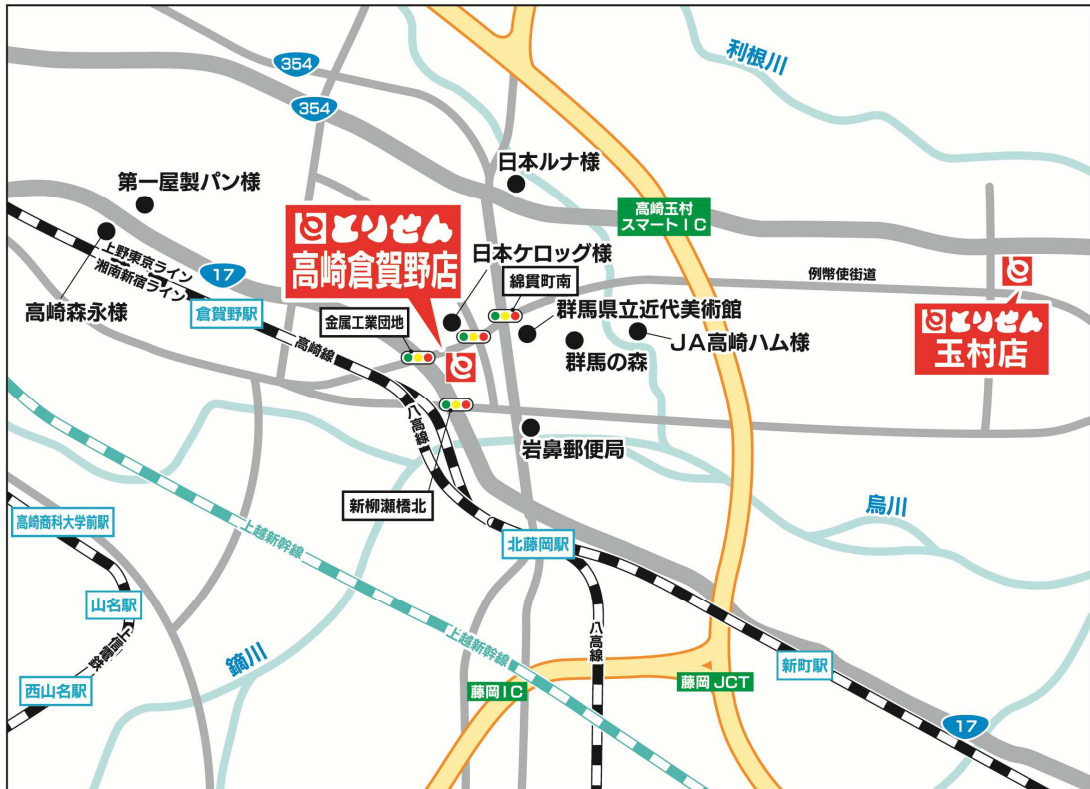 利根川
354
354
日本ルナ様
第一屋製パン様
高崎玉村
スマートIC
とりせん
高崎倉賀野店
日本ケロッグ様
上野東京ライン
湘南新宿ライン
17
綿貫町南
例幣使街道
高崎森永様
倉賀野駅
金属工業団地
群馬県立近代美術館
とりせん
玉村店
高崎線
群馬の森
JA高崎ハム様
八高線
岩鼻郵便局
新柳瀬橋北
烏川
高崎商科大学前駅
上越新幹線
北藤岡駅
山名駅
上信電鉄
鏑川
上越新幹線
八高線
新町駅
西山名駅
藤岡IC
藤岡JCT
17